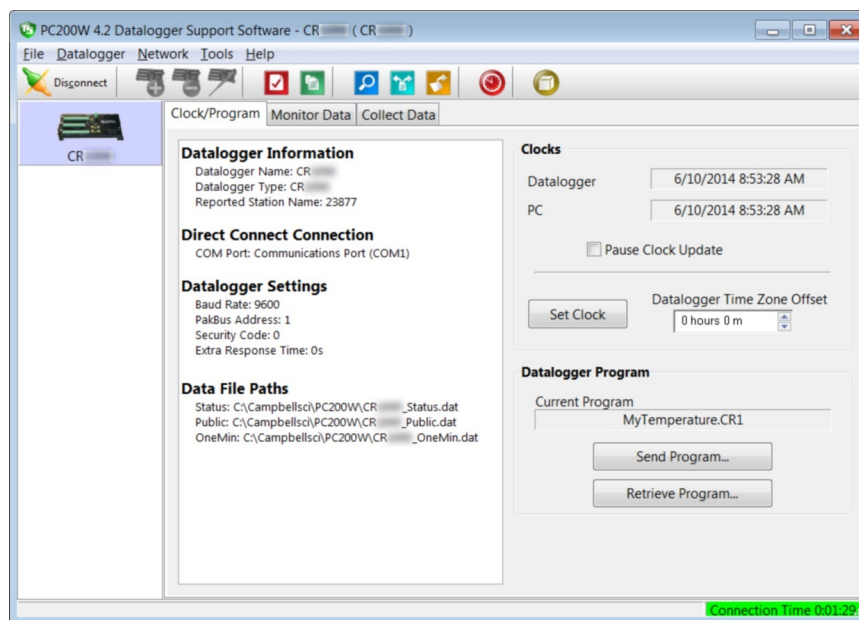 PC200W 4.2 Datalogger Support Software - CR ( CR )
File Datalogger Network Tools Help
Disconnect
Clock/Program Monitor Data Collect Data
CR
Datalogger Information
Datalogger Name: CR
Datalogger Type: CR
Reported Station Name: 23877
Direct Connect Connection
COM Port: Communications Port (COM1)
Datalogger Settings
Baud Rate: 9600
PakBus Address: 1
Security Code: 0
Extra Response Time: 0s
Data File Paths
Status: C:\Campbellsci\PC200W\CR _Status.dat
Public: C:\Campbellsci\PC200W\CR _Public.dat
OneMin: C:\Campbellsci\PC200W\CR _OneMin.dat
Clocks
Datalogger 6/10/2014 8:53:28 AM
PC 6/10/2014 8:53:28 AM
Pause Clock Update
Datalogger Time Zone Offset
Set Clock 0 hours 0 m
Datalogger Program
Current Program
MyTemperature.CR1
Send Program...
Retrieve Program...
Connection Time 0:01:29